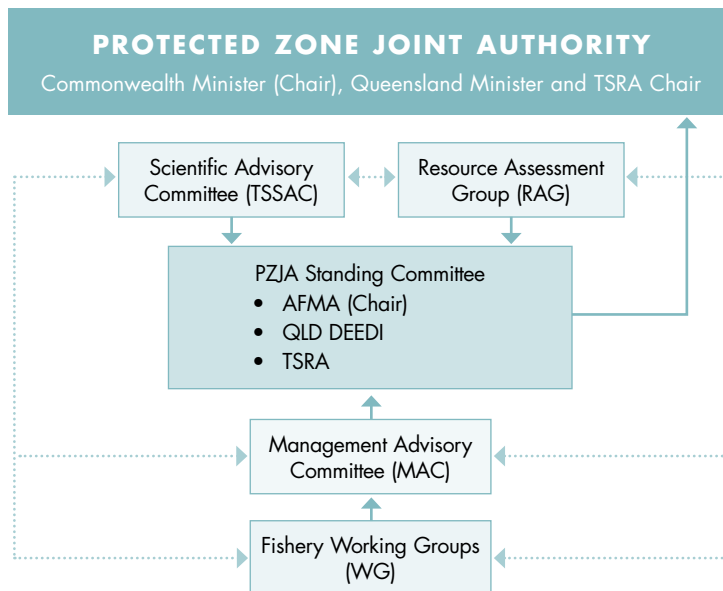 PROTECTED ZONE JOINT AUTHORITY
Commonwealth Minister (Chair), Queensland Minister and TSRA Chair
Scientific Advisory
Committee (TSSAC)
Resource Assessment
Group (RAG)
PZJA Standing Committee
• AFMA (Chair)
• QLD DEEDI
• TSRA
Management Advisory
Committee (MAC)
Fishery Working Groups
(WG)